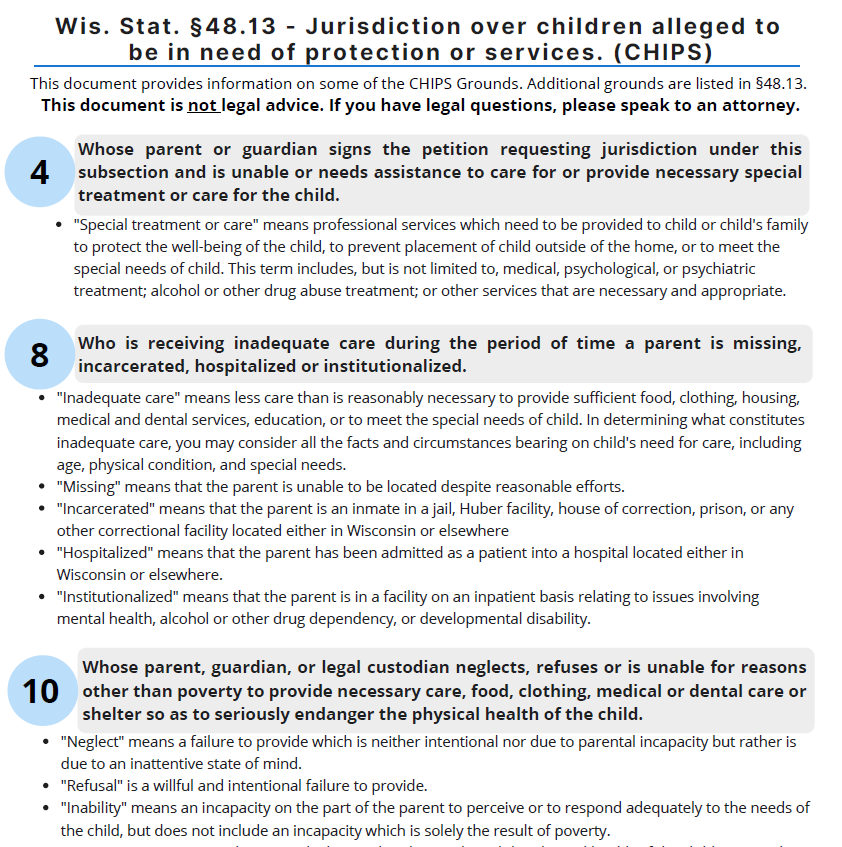 Wis. Stat. §48.13 - Jurisdiction over children alleged to
be in need of protection or services. (CHIPS)
This document provides information on some of the CHIPS Grounds. Additional grounds are listed in §48.13.
This document is not legal advice. If you have legal questions, please speak to an attorney.
4
Whose parent or guardian signs the petition requesting jurisdiction under this
subsection and is unable or needs assistance to care for or provide necessary special
treatment or care for the child.
• "Special treatment or care" means professional services which need to be provided to child or child's family
to protect the well-being of the child, to prevent placement of child outside of the home, or to meet the
special needs of child. This term includes, but is not limited to, medical, psychological, or psychiatric
treatment; alcohol or other drug abuse treatment; or other services that are necessary and appropriate.
8
Who is receiving inadequate care during the period of time a parent is missing,
incarcerated, hospitalized or institutionalized.
• "Inadequate care" means less care than is reasonably necessary to provide sufficient food, clothing, housing,
medical and dental services, education, or to meet the special needs of child. In determining what constitutes
inadequate care, you may consider all the facts and circumstances bearing on child's need for care, including
age, physical condition, and special needs.
• "Missing" means that the parent is unable to be located despite reasonable efforts.
• "Incarcerated" means that the parent is an inmate in a jail, Huber facility, house of correction, prison, or any
other correctional facility located either in Wisconsin or elsewhere
• "Hospitalized" means that the parent has been admitted as a patient into a hospital located either in
Wisconsin or elsewhere.
• "Institutionalized" means that the parent is in a facility on an inpatient basis relating to issues involving
mental health, alcohol or other drug dependency, or developmental disability.
10
Whose parent, guardian, or legal custodian neglects, refuses or is unable for reasons
other than poverty to provide necessary care, food, clothing, medical or dental care or
shelter so as to seriously endanger the physical health of the child.
• "Neglect" means a failure to provide which is neither intentional nor due to parental incapacity but rather is
due to an inattentive state of mind.
• "Refusal" is a willful and intentional failure to provide.
• "Inability" means an incapacity on the part of the parent to perceive or to respond adequately to the needs of
the child, but does not include an incapacity which is solely the result of poverty.